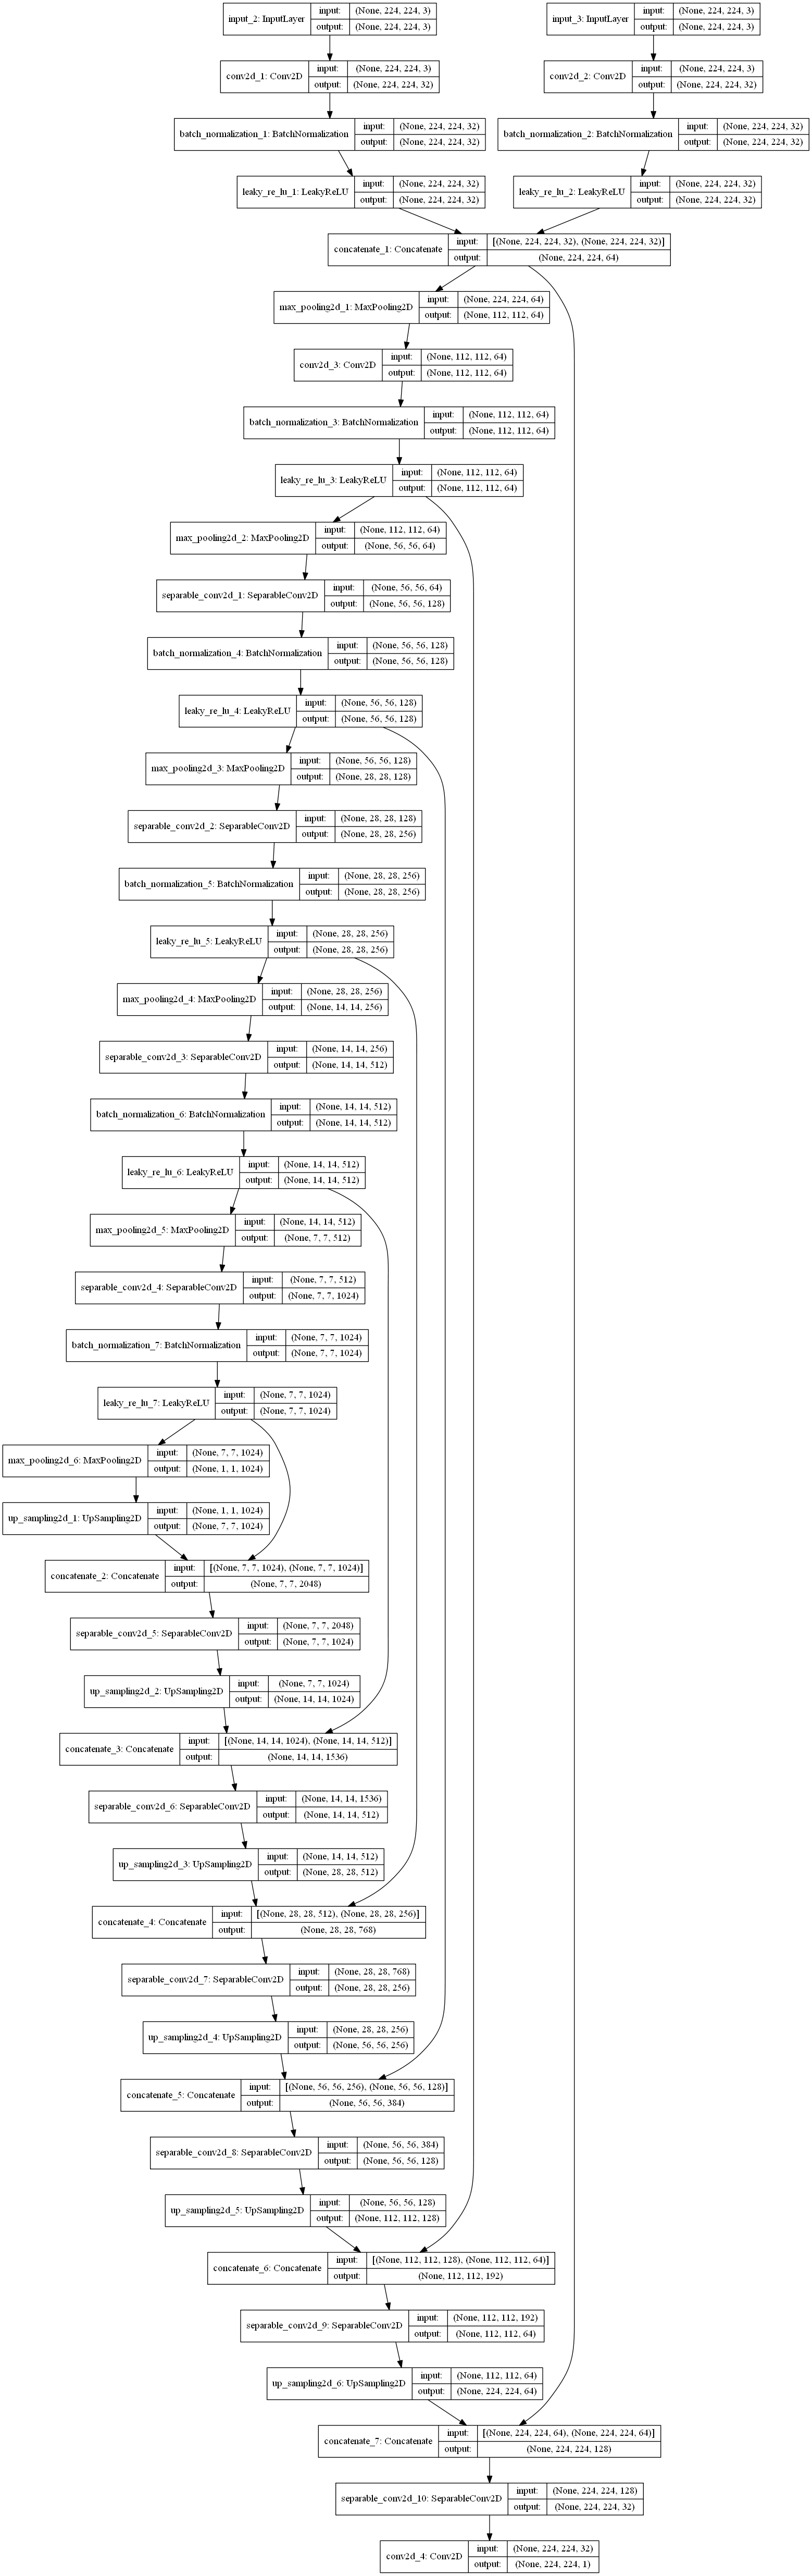 input_2: InputLayer
input: (None, 224, 224, 3)
output: (None, 224, 224, 3)
input_3: InputLayer
input: (None, 224, 224, 3)
output: (None, 224, 224, 3)
conv2d_1: Conv2D
input: (None, 224, 224, 3)
output: (None, 224, 224, 32)
conv2d_2: Conv2D
input: (None, 224, 224, 3)
output: (None, 224, 224, 32)
batch_normalization_1: BatchNormalization
input: (None, 224, 224, 32)
output: (None, 224, 224, 32)
batch_normalization_2: BatchNormalization
input: (None, 224, 224, 32)
output: (None, 224, 224, 32)
leaky_re_lu_1: LeakyReLU
input: (None, 224, 224, 32)
output: (None, 224, 224, 32)
leaky_re_lu_2: LeakyReLU
input: (None, 224, 224, 32)
output: (None, 224, 224, 32)
concatenate_1: Concatenate
input: [(None, 224, 224, 32), (None, 224, 224, 32)]
output: (None, 224, 224, 64)
max_pooling2d_1: MaxPooling2D
input: (None, 224, 224, 64)
output: (None, 112, 112, 64)
conv2d_3: Conv2D
input: (None, 112, 112, 64)
output: (None, 112, 112, 64)
batch_normalization_3: BatchNormalization
input: (None, 112, 112, 64)
output: (None, 112, 112, 64)
leaky_re_lu_3: LeakyReLU
input: (None, 112, 112, 64)
output: (None, 112, 112, 64)
max_pooling2d_2: MaxPooling2D
input: (None, 112, 112, 64)
output: (None, 56, 56, 64)
separable_conv2d_1: SeparableConv2D
input: (None, 56, 56, 64)
output: (None, 56, 56, 128)
batch_normalization_4: BatchNormalization
input: (None, 56, 56, 128)
output: (None, 56, 56, 128)
leaky_re_lu_4: LeakyReLU
input: (None, 56, 56, 128)
output: (None, 56, 56, 128)
max_pooling2d_3: MaxPooling2D
input: (None, 56, 56, 128)
output: (None, 28, 28, 128)
separable_conv2d_2: SeparableConv2D
input: (None, 28, 28, 128)
output: (None, 28, 28, 256)
batch_normalization_5: BatchNormalization
input: (None, 28, 28, 256)
output: (None, 28, 28, 256)
leaky_re_lu_5: LeakyReLU
input: (None, 28, 28, 256)
output: (None, 28, 28, 256)
max_pooling2d_4: MaxPooling2D
input: (None, 28, 28, 256)
output: (None, 14, 14, 256)
separable_conv2d_3: SeparableConv2D
input: (None, 14, 14, 256)
output: (None, 14, 14, 512)
batch_normalization_6: BatchNormalization
input: (None, 14, 14, 512)
output: (None, 14, 14, 512)
leaky_re_lu_6: LeakyReLU
input: (None, 14, 14, 512)
output: (None, 14, 14, 512)
max_pooling2d_5: MaxPooling2D
input: (None, 14, 14, 512)
output: (None, 7, 7, 512)
separable_conv2d_4: SeparableConv2D
input: (None, 7, 7, 512)
output: (None, 7, 7, 1024)
batch_normalization_7: BatchNormalization
input: (None, 7, 7, 1024)
output: (None, 7, 7, 1024)
leaky_re_lu_7: LeakyReLU
input: (None, 7, 7, 1024)
output: (None, 7, 7, 1024)
max_pooling2d_6: MaxPooling2D
input: (None, 7, 7, 1024)
output: (None, 1, 1, 1024)
up_sampling2d_1: UpSampling2D
input: (None, 1, 1, 1024)
output: (None, 7, 7, 1024)
concatenate_2: Concatenate
input: [(None, 7, 7, 1024), (None, 7, 7, 1024)]
output: (None, 7, 7, 2048)
separable_conv2d_5: SeparableConv2D
input: (None, 7, 7, 2048)
output: (None, 7, 7, 1024)
up_sampling2d_2: UpSampling2D
input: (None, 7, 7, 1024)
output: (None, 14, 14, 1024)
concatenate_3: Concatenate
input: [(None, 14, 14, 1024), (None, 14, 14, 512)]
output: (None, 14, 14, 1536)
separable_conv2d_6: SeparableConv2D
input: (None, 14, 14, 1536)
output: (None, 14, 14, 512)
up_sampling2d_3: UpSampling2D
input: (None, 14, 14, 512)
output: (None, 28, 28, 512)
concatenate_4: Concatenate
input: [(None, 28, 28, 512), (None, 28, 28, 256)]
output: (None, 28, 28, 768)
separable_conv2d_7: SeparableConv2D
input: (None, 28, 28, 768)
output: (None, 28, 28, 256)
up_sampling2d_4: UpSampling2D
input: (None, 28, 28, 256)
output: (None, 56, 56, 256)
concatenate_5: Concatenate
input: [(None, 56, 56, 256), (None, 56, 56, 128)]
output: (None, 56, 56, 384)
separable_conv2d_8: SeparableConv2D
input: (None, 56, 56, 384)
output: (None, 56, 56, 128)
up_sampling2d_5: UpSampling2D
input: (None, 56, 56, 128)
output: (None, 112, 112, 128)
concatenate_6: Concatenate
input: [(None, 112, 112, 128), (None, 112, 112, 64)]
output: (None, 112, 112, 192)
separable_conv2d_9: SeparableConv2D
input: (None, 112, 112, 192)
output: (None, 112, 112, 64)
up_sampling2d_6: UpSampling2D
input: (None, 112, 112, 64)
output: (None, 224, 224, 64)
concatenate_7: Concatenate
input: [(None, 224, 224, 64), (None, 224, 224, 64)]
output: (None, 224, 224, 128)
separable_conv2d_10: SeparableConv2D
input: (None, 224, 224, 128)
output: (None, 224, 224, 32)
conv2d_4: Conv2D
input: (None, 224, 224, 32)
output: (None, 224, 224, 1)